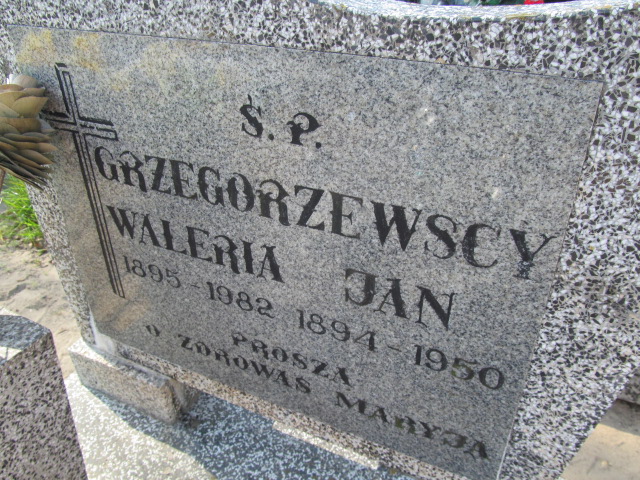 Ś. P.
GRZEGORZEWSCY
WALERIA JAN
1895-1982 1894-1950
PROSZĄ
O ZDROWAŚ MARYJA